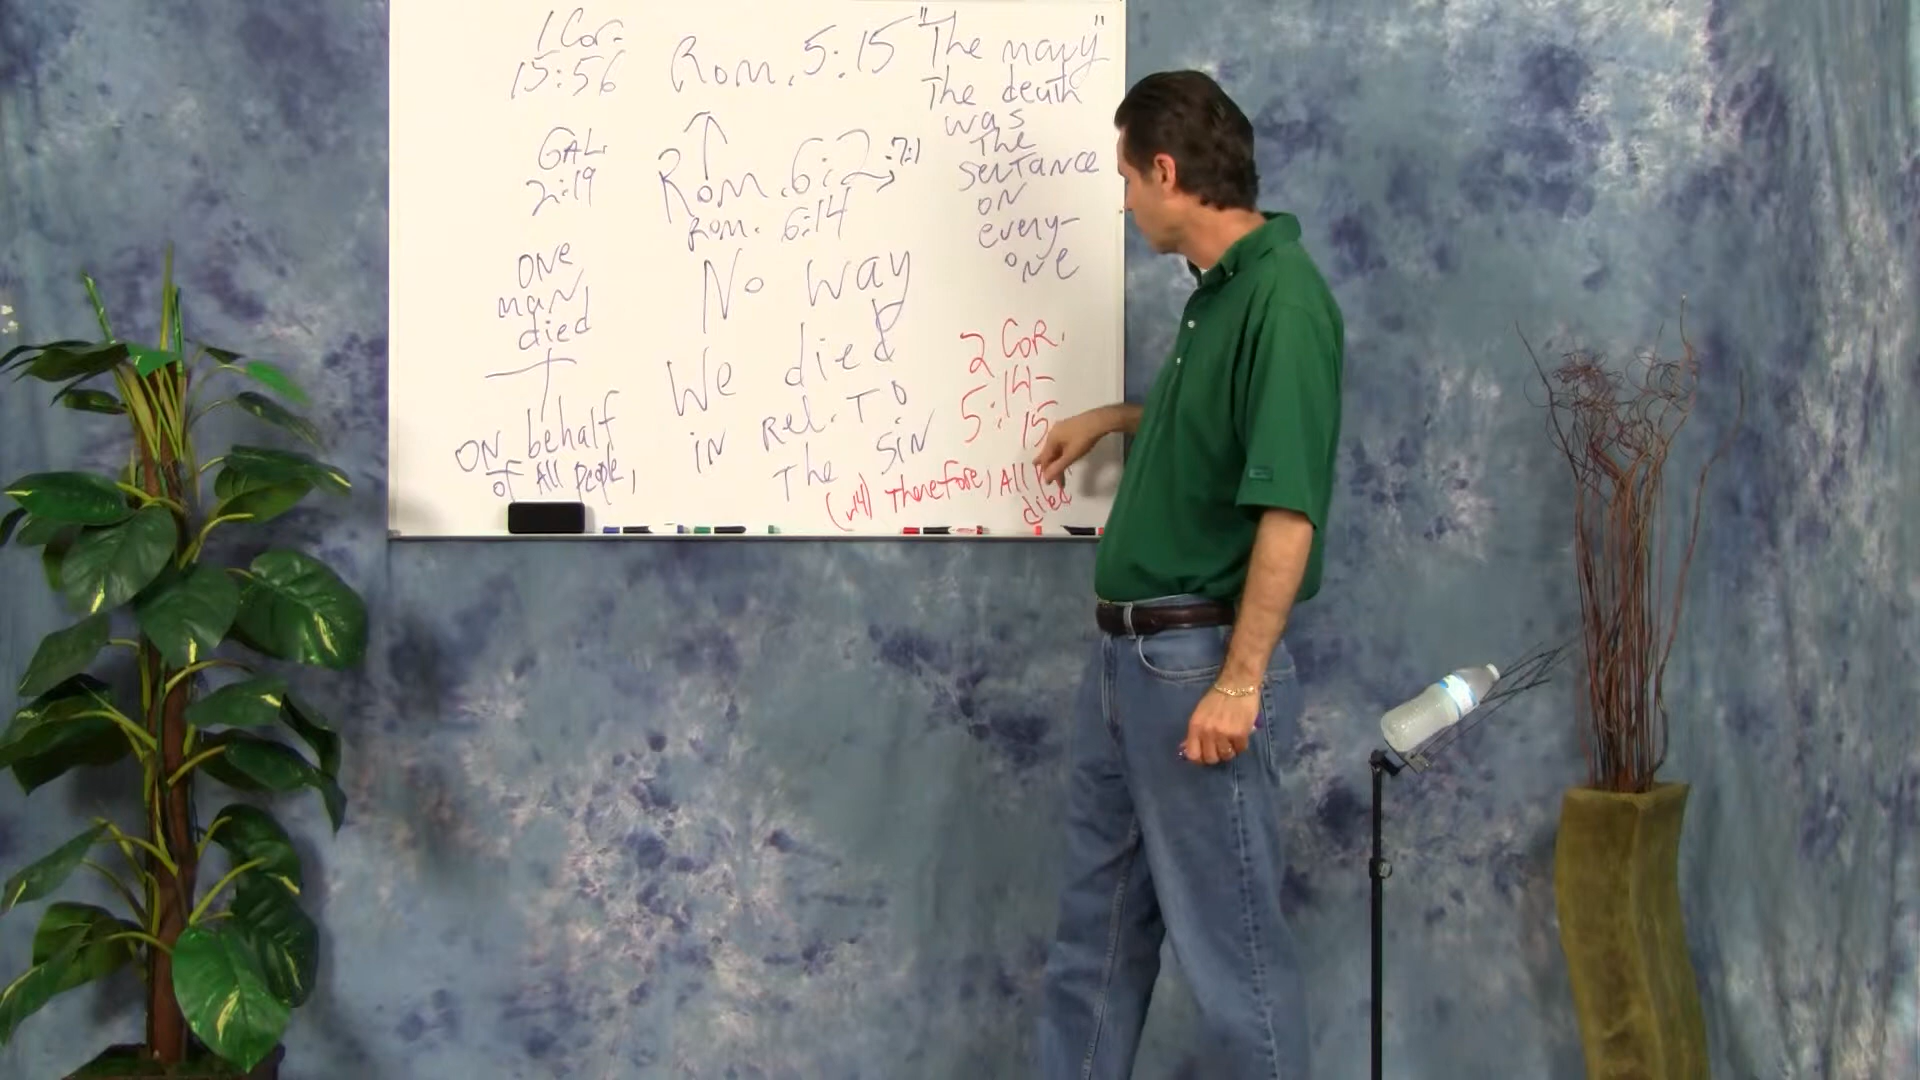 1 Cor.
15:56
GAL.
2:19
ONE
man
died
ON behalf
of All People,
Rom. 5:15
Rom. 6:2-7:1
Rom. 6:14
No way
We died
in rel. TO
The SiN
"The many"
The death
was
The
sentance
ON
every-
oNe
2 COR.
5:14-
15
(v14) Therefore, All
died